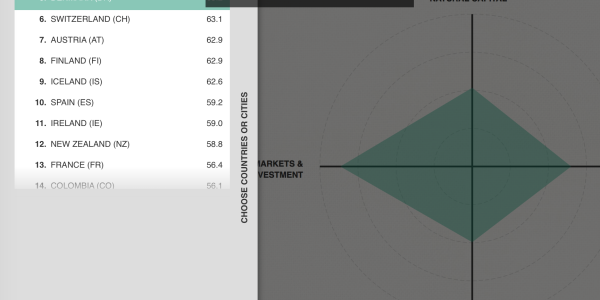 6. SWITZERLAND (CH) 63.1
7. AUSTRIA (AT) 62.9
8. FINLAND (FI) 62.9
9. ICELAND (IS) 62.6
10. SPAIN (ES) 59.2
11. IRELAND (IE) 59.0
12. NEW ZEALAND (NZ) 58.8
13. FRANCE (FR) 56.4
14. COLOMBIA (CO) 56.1
CHOOSE COUNTRIES OR CITIES
NATURAL CAPITAL
MARKETS &
VESTMENT